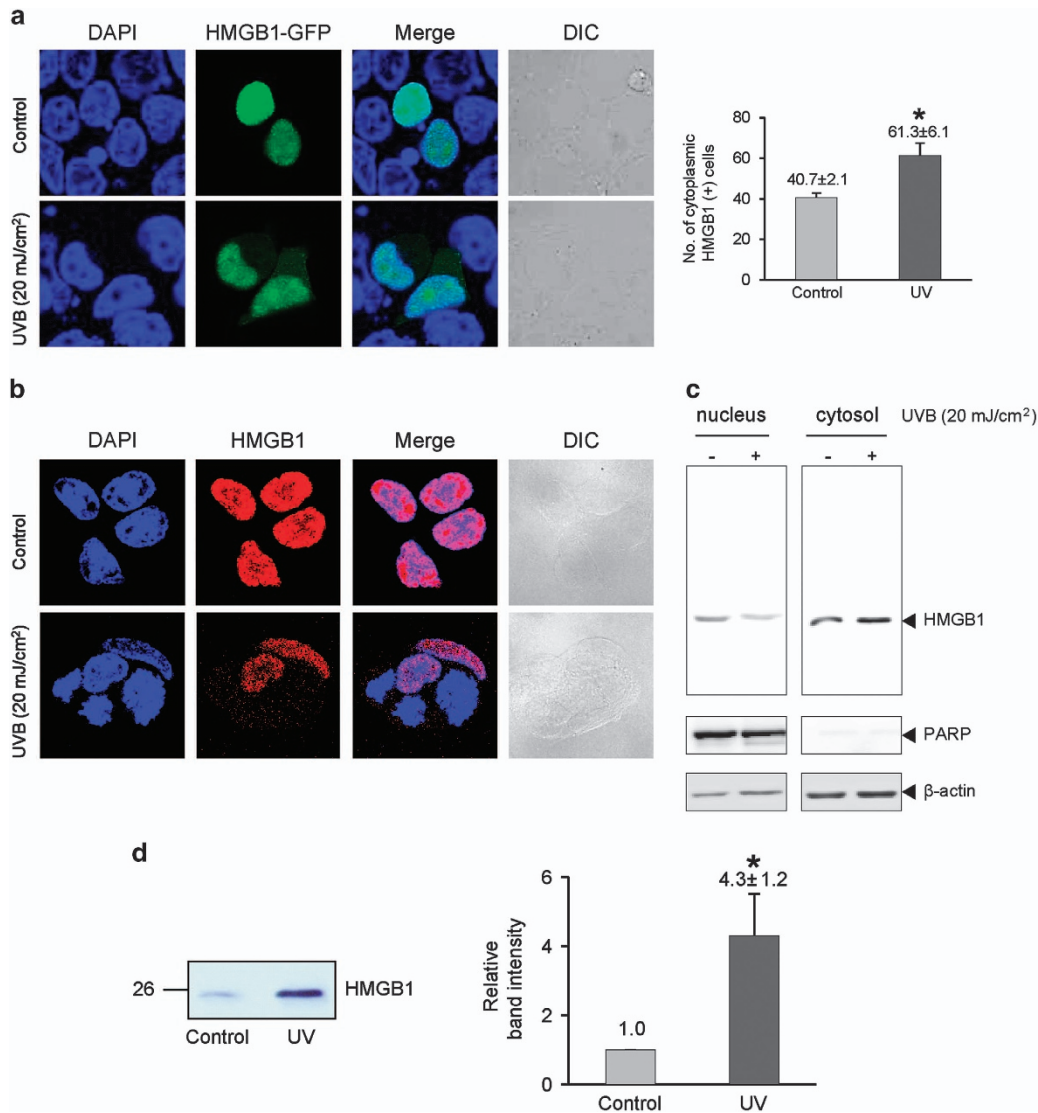 a
DAPI HMGB1-GFP Merge DIC
Control
UVB (20 mJ/cm²)
No. of cytoplasmic
HMGB1 (+) cells
80
60
40
20
0
40.7±2.1
*
61.3±6.1
Control UV
b
DAPI HMGB1 Merge DIC
Control
UVB (20 mJ/cm²)
c
nucleus cytosol UVB (20 mJ/cm²)
- + - +
HMGB1
PARP
β-actin
d
26
HMGB1
Control UV
Relative
band intensity
6
4
2
0
1.0
*
4.3±1.2
Control UV